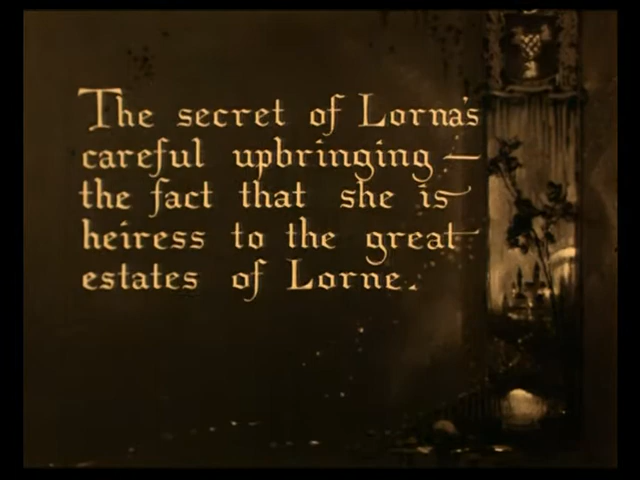 The secret of Lorna's
careful upbringing —
the fact that she is
heiress to the great
estates of Lorne.